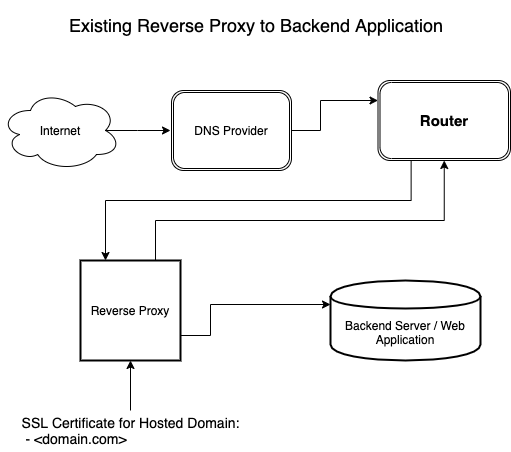 Existing Reverse Proxy to Backend Application
Internet
DNS Provider
Router
Reverse Proxy
Backend Server / Web
Application
SSL Certificate for Hosted Domain:
- <domain.com>